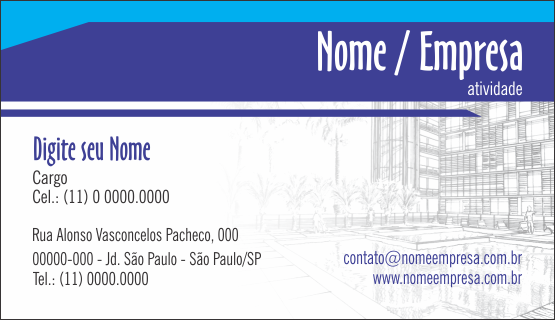 Nome / Empresa
atividade
Digite seu Nome
Cargo
Cel.: (11) 0 0000.0000
Rua Alonso Vasconcelos Pacheco, 000
00000-000 - Jd. São Paulo - São Paulo/SP
Tel.: (11) 0000.0000
contato@nomeempresa.com.br
www.nomeempresa.com.br